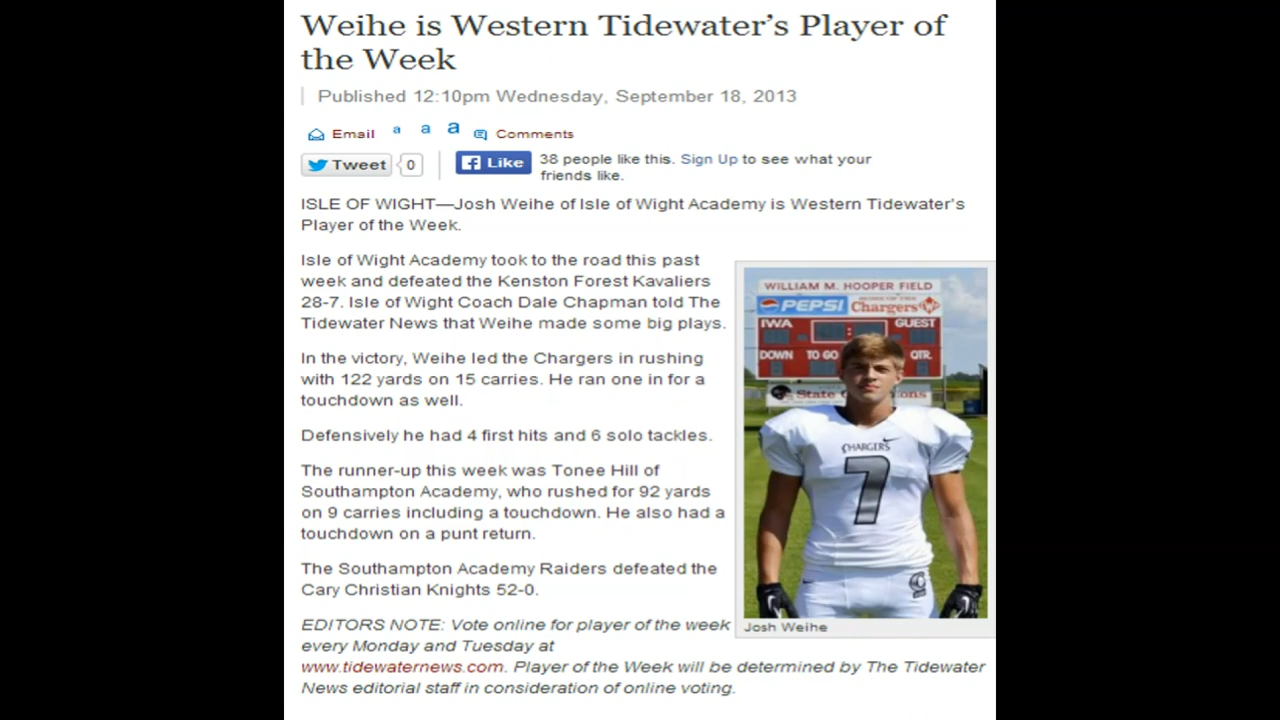 Weihe is Western Tidewater’s Player of
the Week
Published 12:10pm Wednesday, September 18, 2013
Email a a a Comments
Tweet 0 Like 38 people like this. Sign Up to see what your
friends like.
ISLE OF WIGHT—Josh Weihe of Isle of Wight Academy is Western Tidewater's
Player of the Week.
Isle of Wight Academy took to the road this past
week and defeated the Kenston Forest Kavaliers
28-7. Isle of Wight Coach Dale Chapman told The
Tidewater News that Weihe made some big plays.
In the victory, Weihe led the Chargers in rushing
with 122 yards on 15 carries. He ran one in for a
touchdown as well.
Defensively he had 4 first hits and 6 solo tackles.
The runner-up this week was Tonee Hill of
Southampton Academy, who rushed for 92 yards
on 9 carries including a touchdown. He also had a
touchdown on a punt return.
The Southampton Academy Raiders defeated the
Cary Christian Knights 52-0.
EDITORS NOTE: Vote online for player of the week
every Monday and Tuesday at
www.tidewaternews.com. Player of the Week will be determined by The Tidewater
News editorial staff in consideration of online voting.
WILLIAM M. HOOPER FIELD
PEPSI Chargers
IWA GUEST
DOWN TO GO QTR.
State
CHARGERS
7
Josh Weihe